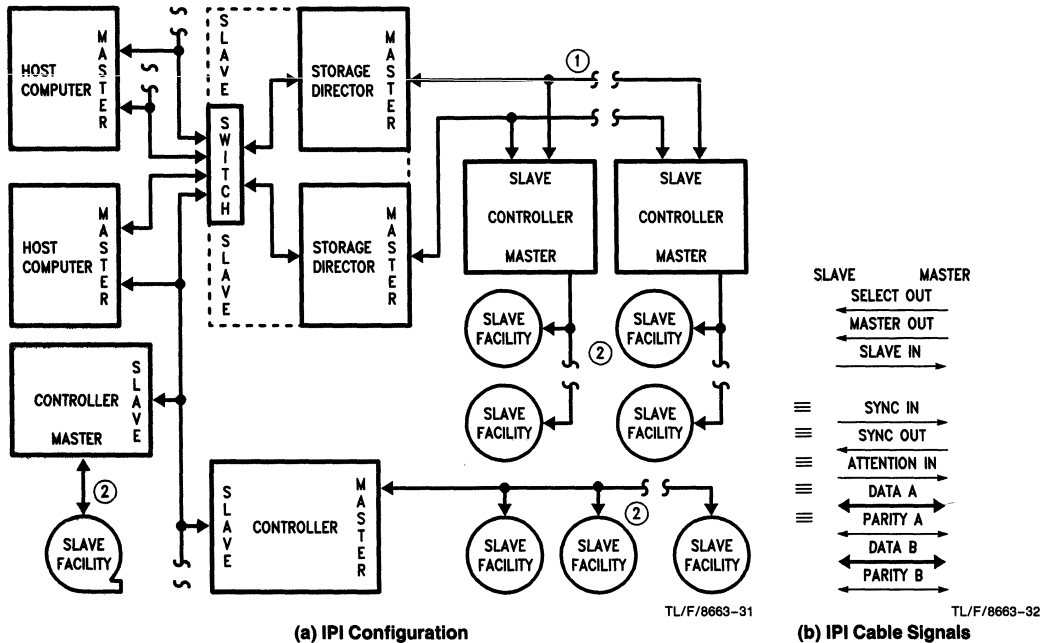 HOST
COMPUTER
MASTER
SLAVE
SWITCH
SLAVE
STORAGE
DIRECTOR
MASTER
HOST
COMPUTER
MASTER
STORAGE
DIRECTOR
MASTER
①
SLAVE
CONTROLLER
MASTER
SLAVE
CONTROLLER
MASTER
SLAVE
FACILITY
SLAVE
FACILITY
②
SLAVE
FACILITY
SLAVE
FACILITY
CONTROLLER
MASTER
SLAVE
②
SLAVE
FACILITY
SLAVE
CONTROLLER
MASTER
②
SLAVE
FACILITY
SLAVE
FACILITY
SLAVE
FACILITY
TL/F/8663-31
(a) IPI Configuration
SLAVE MASTER
SELECT OUT
MASTER OUT
SLAVE IN
SYNC IN
SYNC OUT
ATTENTION IN
DATA A
PARITY A
DATA B
PARITY B
TL/F/8663-32
(b) IPI Cable Signals